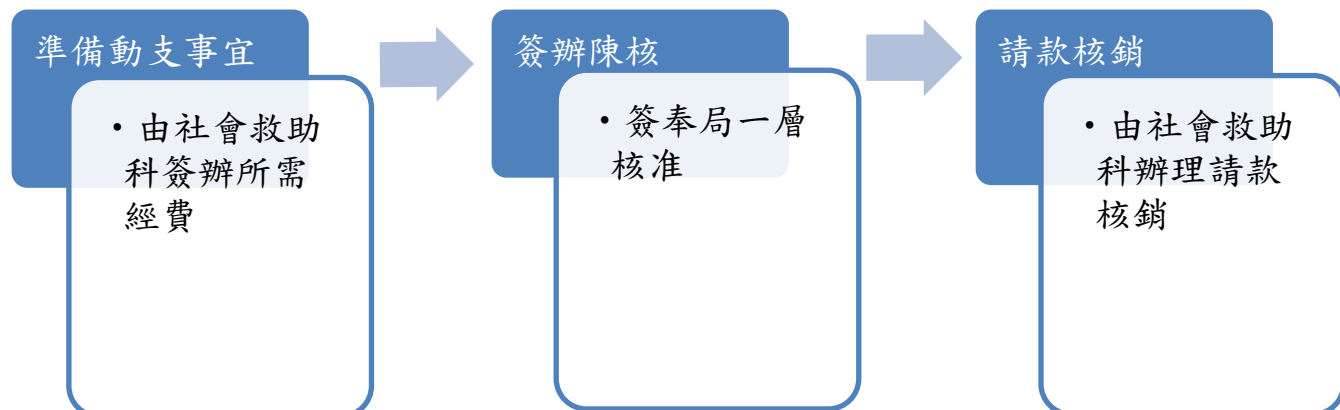 準備動支事宜
• 由社會救助
科簽辦所需
經費
簽辦陳核
• 簽奉局一層
核准
請款核銷
• 由社會救助
科辦理請款
核銷